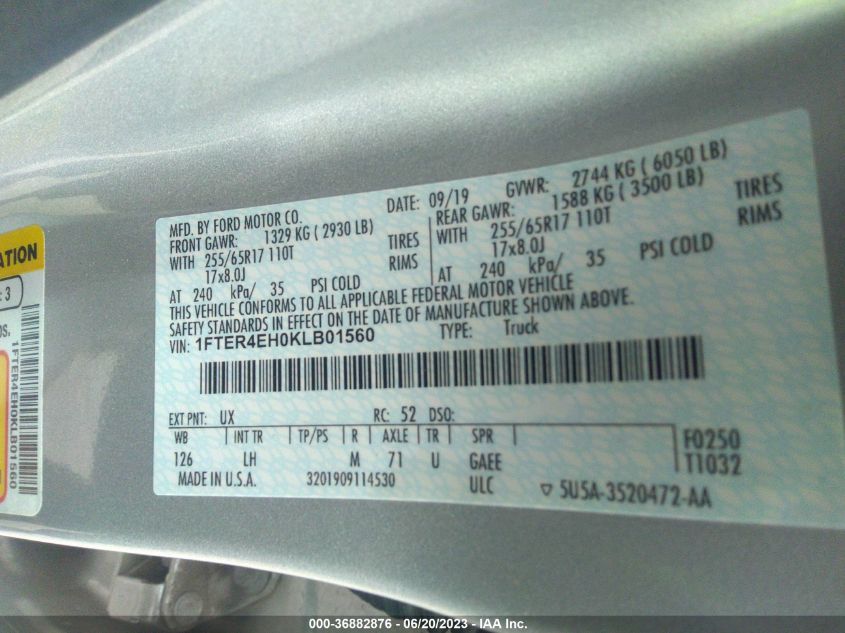 MFD. BY FORD MOTOR CO. DATE: 09/19 GVWR: 2744 KG ( 6050 LB)
FRONT GAWR: 1329 KG ( 2930 LB) REAR GAWR: 1588 KG ( 3500 LB)
WITH 255/65R17 110T TIRES WITH 255/65R17 110T TIRES
17x8.0J RIMS 17x8.0J RIMS
AT 240 kPa/ 35 PSI COLD AT 240 kPa/ 35 PSI COLD
THIS VEHICLE CONFORMS TO ALL APPLICABLE FEDERAL MOTOR VEHICLE
SAFETY STANDARDS IN EFFECT ON THE DATE OF MANUFACTURE SHOWN ABOVE.
VIN: 1FTER4EH0KLB01560 TYPE: Truck
EXT PNT: UX RC: 52 DSO:
WB INT TR TP/PS R AXLE TR SPR F0250
126 LH M 71 U GAEE T1032
MADE IN U.S.A. 3201909114530 ULC ▽ 5U5A-3520472-AA
ATION
: 3
OS.
1FTER4EH0KLB01560
000-36882876 - 06/20/2023 - IAA Inc.